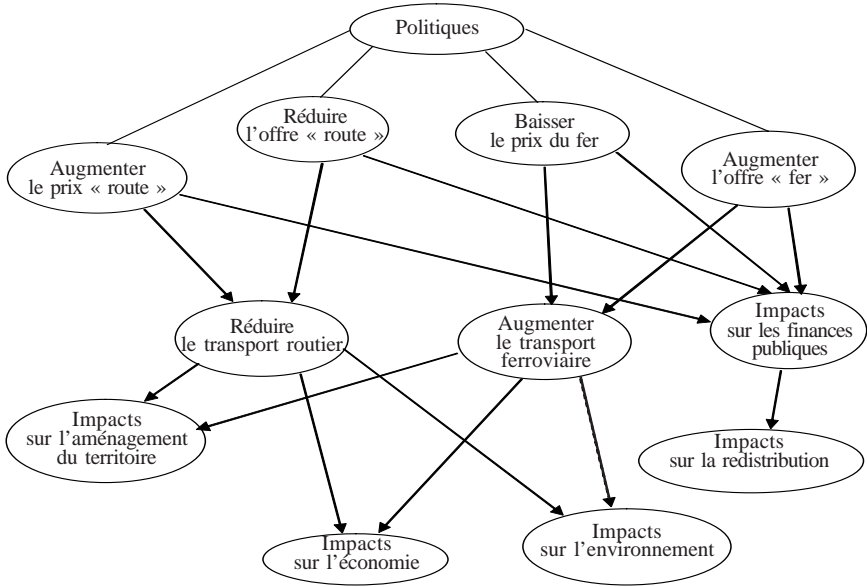 Politiques
Réduire
l'offre « route »
Baisser
le prix du fer
Augmenter
le prix « route »
Augmenter
l'offre « fer »
Réduire
le transport routier
Augmenter
le transport
ferroviaire
Impacts
sur les finances
publiques
Impacts
sur l'aménagement
du territoire
Impacts
sur la redistribution
Impacts
sur l'économie
Impacts
sur l'environnement